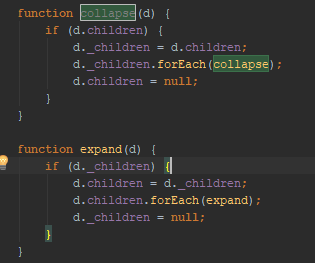 function collapse(d) {
    if (d.children) {
        d._children = d.children;
        d._children.forEach(collapse);
        d.children = null;
    }
}

function expand(d) {
    if (d._children) {
        d.children = d._children;
        d.children.forEach(expand);
        d._children = null;
    }
}